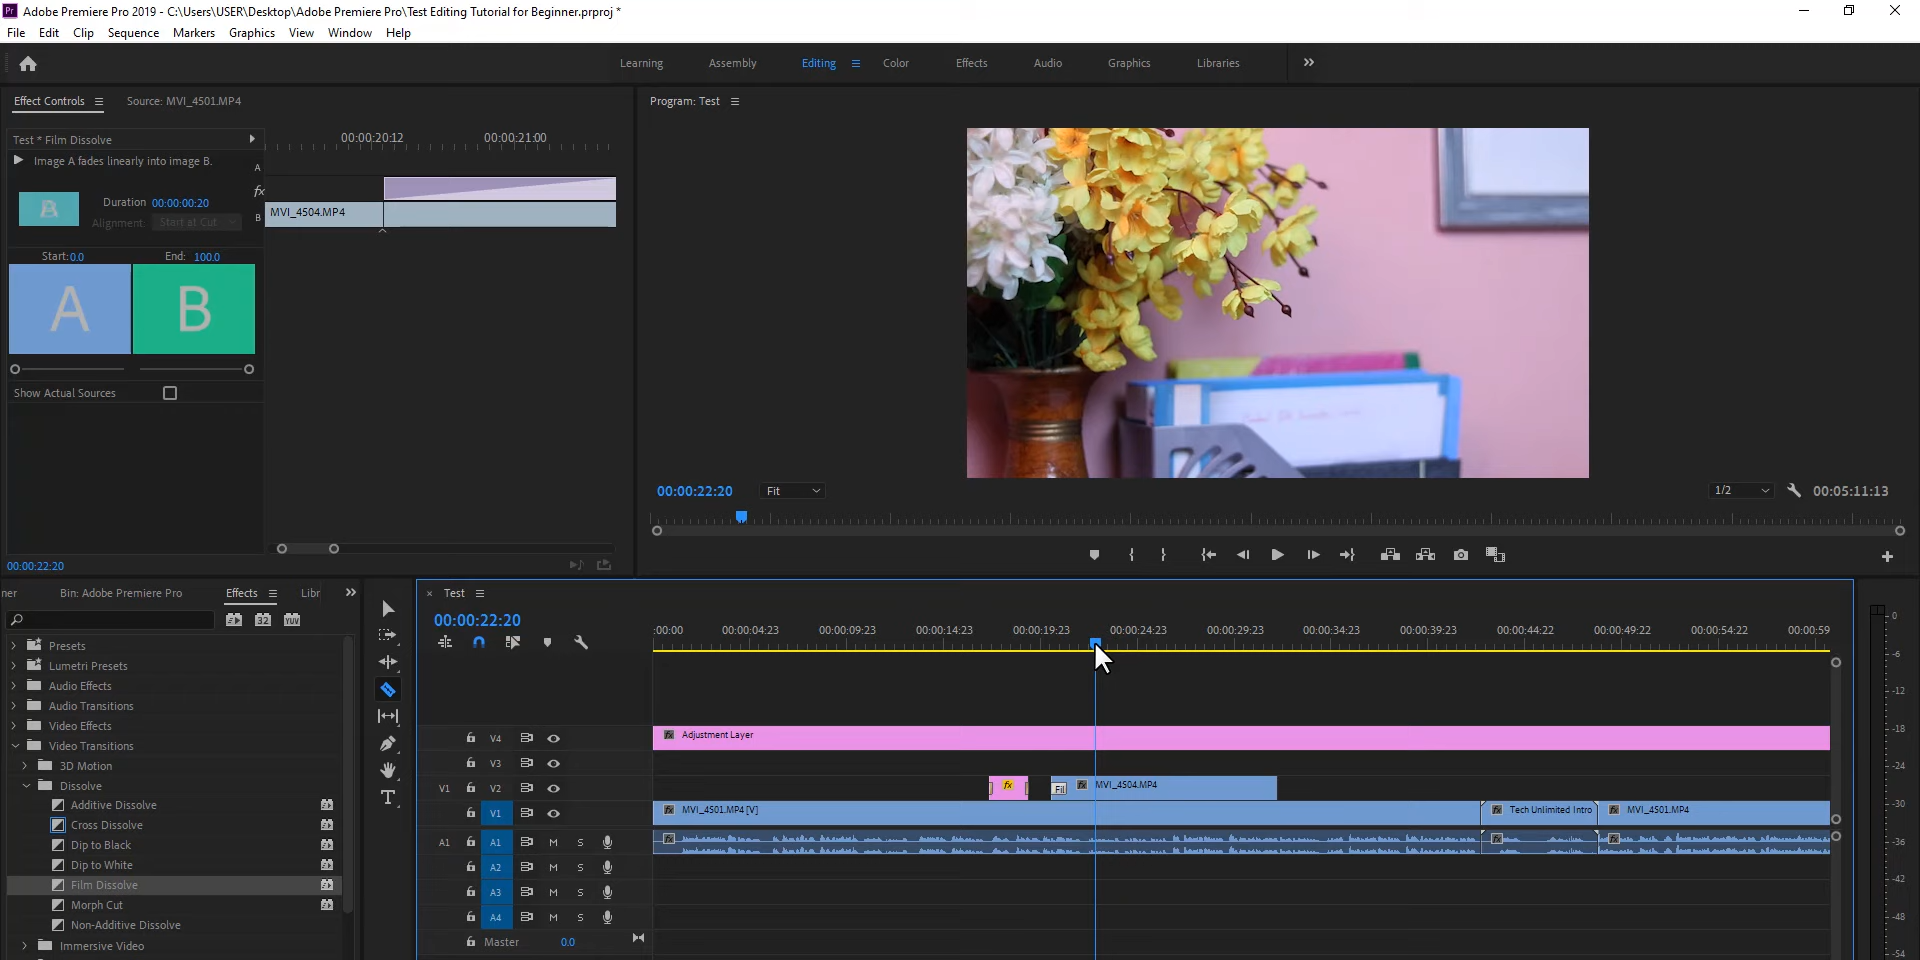 Pr Adobe Premiere Pro 2019 - C:\Users\USER\Desktop\Adobe Premiere Pro\Test Editing Tutorial for Beginner.prproj *
File Edit Clip Sequence Markers Graphics View Window Help
Learning Assembly Editing Color Effects Audio Graphics Libraries
Effect Controls Source: MVI_4501.MP4
Program: Test
Test * Film Dissolve
00:00:20:12 00:00:21:00
Image A fades linearly into image B.
A
fx
Duration 00:00:00:20
B
MVI_4504.MP4
Alignment: Start at Cut
Start: 0.0 End: 100.0
A B
Show Actual Sources
00:00:22:20 Fit 1/2 00:05:11:13
00:00:22:20
ner Bin: Adobe Premiere Pro Effects Libr
32 YUV
Presets
Lumetri Presets
Audio Effects
Audio Transitions
Video Effects
Video Transitions
3D Motion
Dissolve
Additive Dissolve
Cross Dissolve
Dip to Black
Dip to White
Film Dissolve
Morph Cut
Non-Additive Dissolve
Immersive Video
× Test
00:00:22:20
:00:00 00:00:04:23 00:00:09:23 00:00:14:23 00:00:19:23 00:00:24:23 00:00:29:23 00:00:34:23 00:00:39:23 00:00:44:22 00:00:49:22 00:00:54:22 00:00:59
V4 fx Adjustment Layer
V3
V1 V2 fx Fil fx MVI_4504.MP4
V1 fx MVI_4501.MP4 [V] fx Tech Unlimited Intro fx MVI_4501.MP4
A1 A1 M S
A2 M S
A3 M S
A4 M S
Master 0.0
0
-6
-12
-18
-24
-30
-36
-42
-48
-54